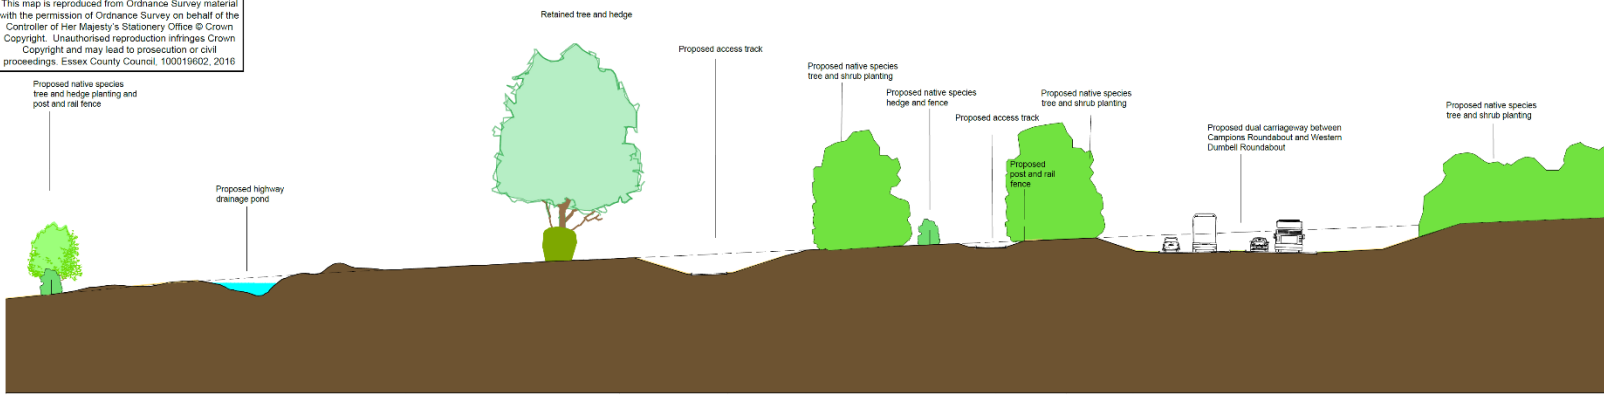 This map is reproduced from Ordnance Survey material
with the permission of Ordnance Survey on behalf of the
Controller of Her Majesty's Stationery Office © Crown
Copyright. Unauthorised reproduction infringes Crown
Copyright and may lead to prosecution or civil
proceedings. Essex County Council, 100019602, 2016
Proposed native species
tree and hedge planting and
post and rail fence
Proposed highway
drainage pond
Retained tree and hedge
Proposed access track
Proposed native species
tree and shrub planting
Proposed native species
hedge and fence
Proposed access track
Proposed
post and rail
fence
Proposed native species
tree and shrub planting
Proposed dual carriageway between
Campions Roundabout and Western
Dumbell Roundabout
Proposed native species
tree and shrub planting